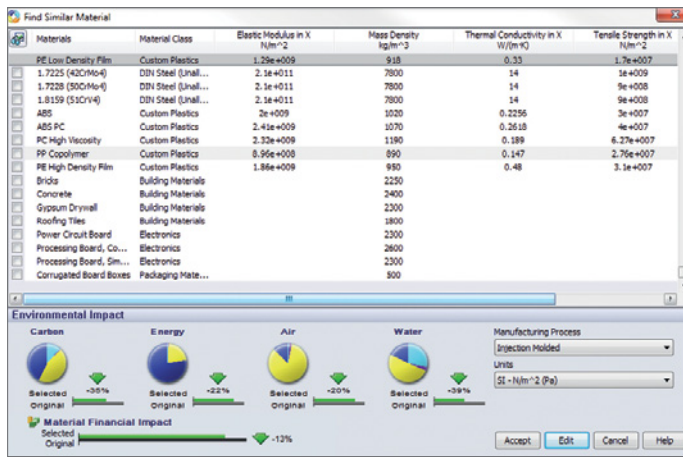 Find Similar Material
Materials Material Class Elastic Modulus in X N/m^2 Mass Density kg/m^3 Thermal Conductivity in X W/(m·K) Tensile Strength in X N/m^2
PE Low Density Film Custom Plastics 1.29e+009 918 0.33 1.7e+007
1.7225 (42CrMo4) DIN Steel (Unall... 2.1e+011 7800 14 1e+009
1.7228 (50CrMo4) DIN Steel (Unall... 2.1e+011 7800 14 9e+008
1.8159 (51CrV4) DIN Steel (Unall... 2.1e+011 7800 14 9e+008
ABS Custom Plastics 2e+009 1020 0.2256 3e+007
ABS PC Custom Plastics 2.41e+009 1070 0.2618 4e+007
PC High Viscosity Custom Plastics 2.32e+009 1190 0.189 6.27e+007
PP Copolymer Custom Plastics 8.96e+008 890 0.147 2.76e+007
PE High Density Film Custom Plastics 1.86e+009 950 0.48 3.1e+007
Bricks Building Materials 2250
Concrete Building Materials 2400
Gypsum Drywall Building Materials 2300
Roofing Tiles Building Materials 1800
Power Circuit Board Electronics 2300
Processing Board, Co... Electronics 2600
Processing Board, Sim... Electronics 2300
Corrugated Board Boxes Packaging Mate... 500
Environmental Impact
Carbon Energy Air Water
Manufacturing Process
Injection Molded
Units
SI - N/m^2 (Pa)
Selected -36% Selected -22% Selected -20% Selected -39%
Original Original Original Original
Material Financial Impact
Selected
Original -13%
Accept Edit Cancel Help